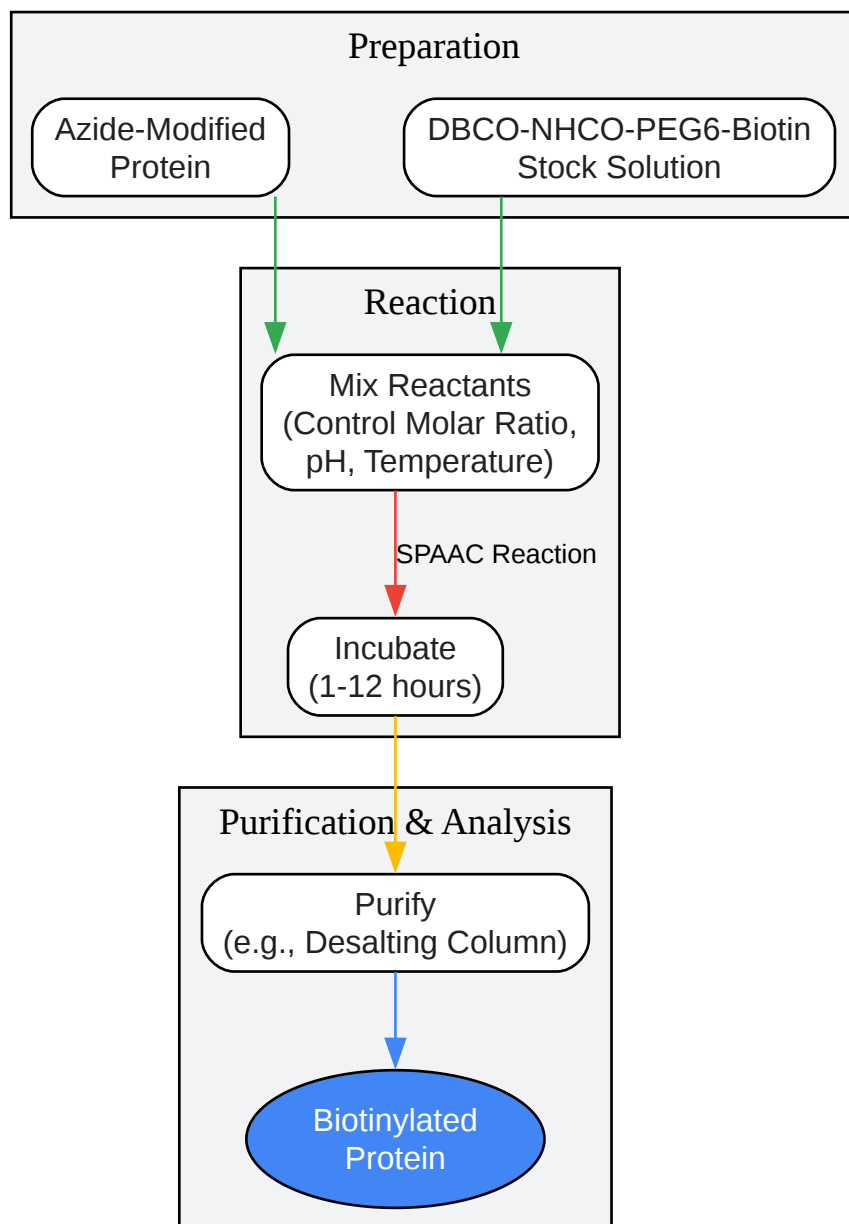 Preparation
Azide-Modified
Protein
DBCO-NHCO-PEG6-Biotin
Stock Solution
Reaction
Mix Reactants
(Control Molar Ratio,
pH, Temperature)
SPAAC Reaction
Incubate
(1-12 hours)
Purification & Analysis
Purify
(e.g., Desalting Column)
Biotinylated
Protein